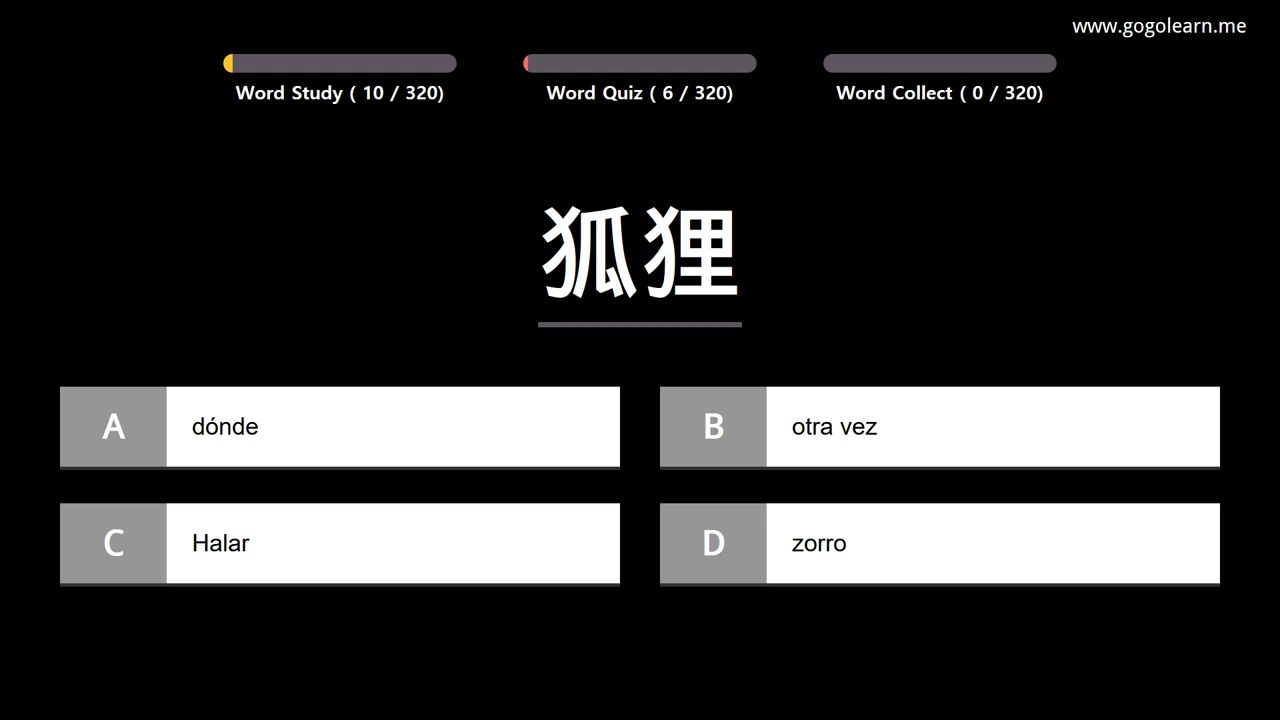 www.gogolearn.me
Word Study ( 10 / 320)
Word Quiz ( 6 / 320)
Word Collect ( 0 / 320)
狐狸
A dónde
B otra vez
C Halar
D zorro